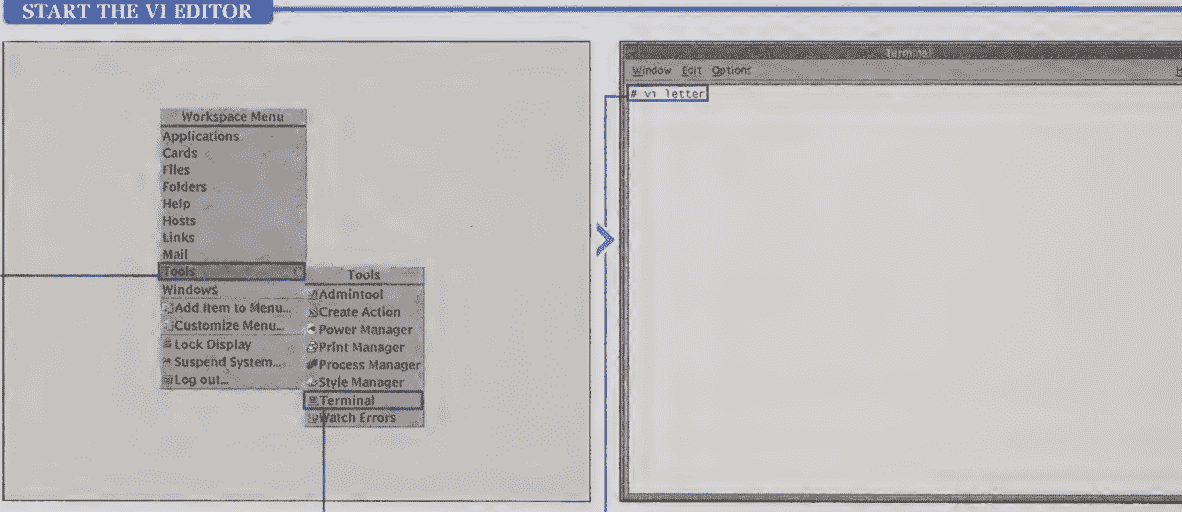 START THE VI EDITOR
Workspace Menu
Applications
Cards
Files
Folders
Help
Hosts
Links
Mail
Tools
Windows
Add Item to Menu...
Customize Menu...
Lock Display
Suspend System...
Log out...
Tools
Admintool
Create Action
Power Manager
Print Manager
Process Manager
Style Manager
Terminal
Watch Errors
Terminal
Window Edit Options
# vi letter